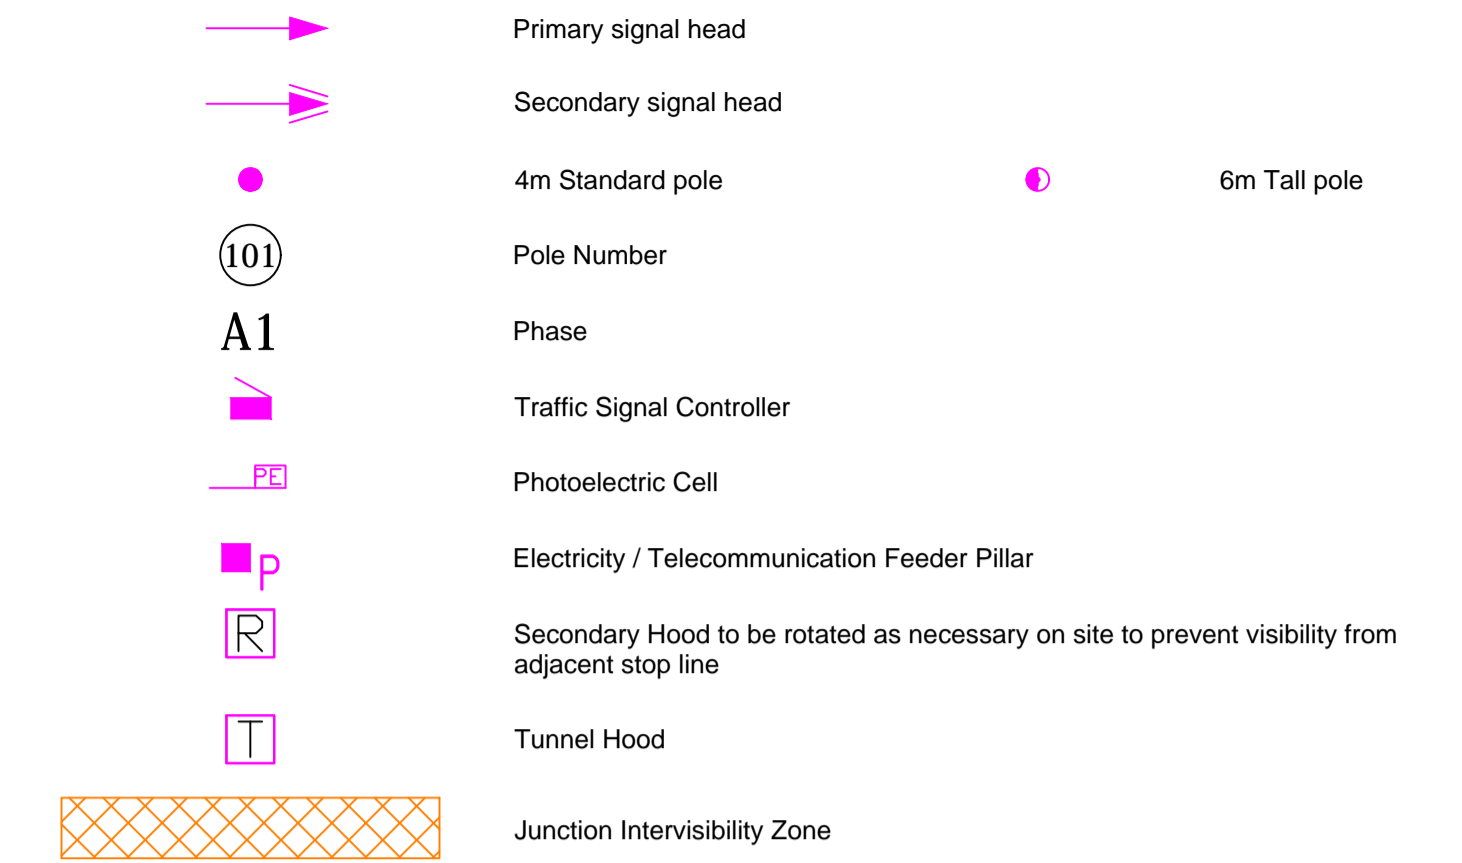 Primary signal head
Secondary signal head
4m Standard pole
6m Tall pole
101
Pole Number
A1
Phase
Traffic Signal Controller
PE
Photoelectric Cell
P
Electricity / Telecommunication Feeder Pillar
R
Secondary Hood to be rotated as necessary on site to prevent visibility from
adjacent stop line
T
Tunnel Hood
Junction Intervisibility Zone